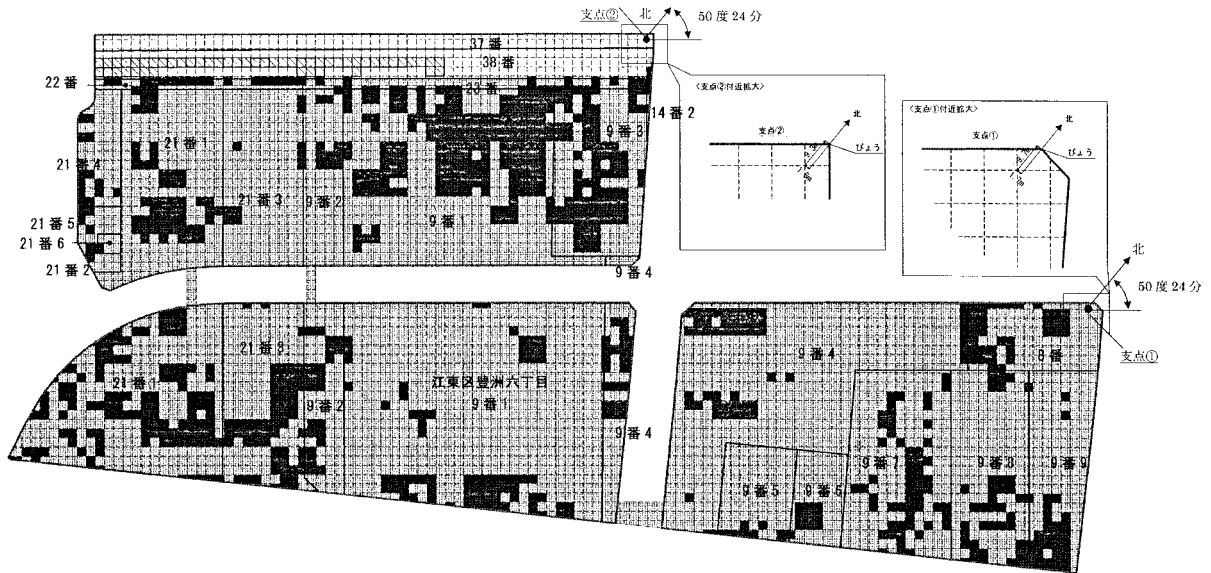 支点② 北 50度24分
37番
38番
22番
23番
14番2
9番3
21番1
21番4
21番3
9番2
9番1
21番5
21番6
21番2
9番4
〈支点②付近拡大〉
支点②
北
びょう
〈支点①付近拡大〉
支点①
北
びょう
北
50度24分
支点①
21番3
9番4
8番
21番1
江東区豊洲六丁目
9番2
9番1
9番4
9番7
9番8
9番9
9番5
9番6